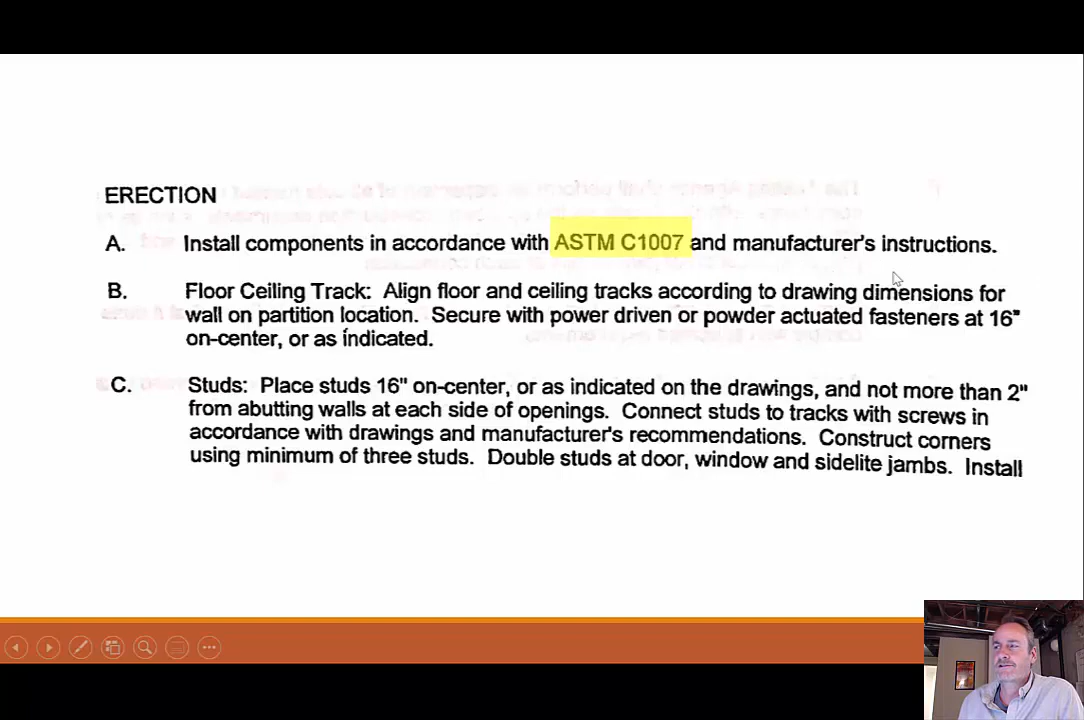 ERECTION
A. Install components in accordance with ASTM C1007 and manufacturer's instructions.
B. Floor Ceiling Track: Align floor and ceiling tracks according to drawing dimensions for
wall on partition location. Secure with power driven or powder actuated fasteners at 16"
on-center, or as indicated.
C. Studs: Place studs 16" on-center, or as indicated on the drawings, and not more than 2"
from abutting walls at each side of openings. Connect studs to tracks with screws in
accordance with drawings and manufacturer's recommendations. Construct corners
using minimum of three studs. Double studs at door, window and sidelite jambs. Install